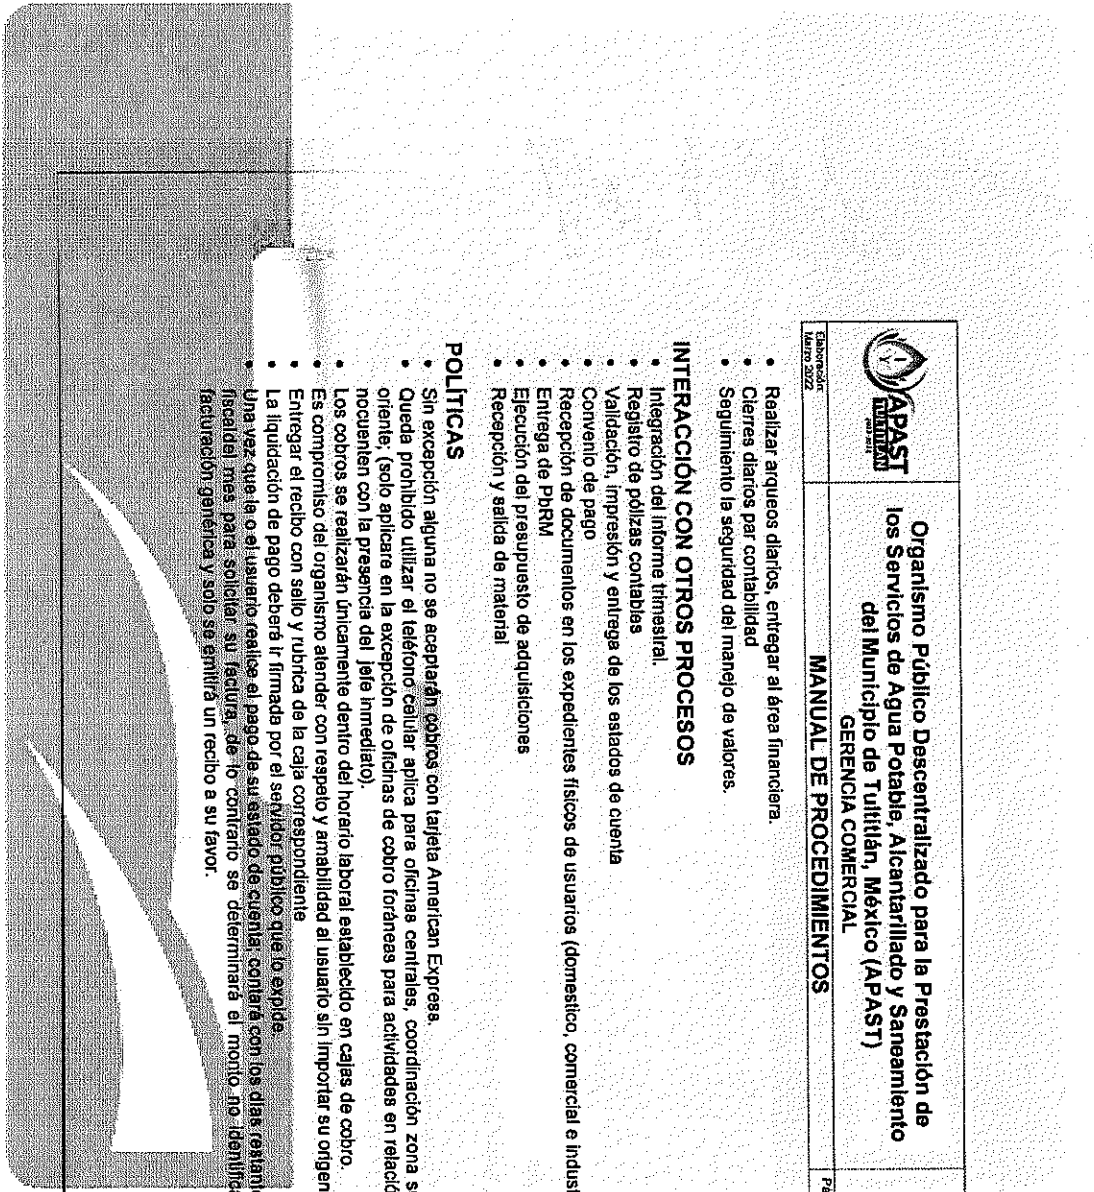 APAST
TULTITLÁN
Organismo Público Descentralizado para la Prestación de
los Servicios de Agua Potable, Alcantarillado y Saneamiento
del Municipio de Tultitlán, México (APAST)
GERENCIA COMERCIAL
Elaboración:
Marzo 2022
MANUAL DE PROCEDIMIENTOS
• Realizar arqueos diarios, entregar al área financiera.
• Cierres diarios par contabilidad
• Seguimiento la seguridad del manejo de valores.
INTERACCIÓN CON OTROS PROCESOS
• Integración del informe trimestral.
• Registro de pólizas contables
• Validación, impresión y entrega de los estados de cuenta
• Convenio de pago
• Recepción de documentos en los expedientes físicos de usuarros (domestico, comercial e indust
• Entrega de PbRM
• Ejecución del presupuesto de adquisiciones
• Recepción y salida de material
POLÍTICAS
• Sin excepción alguna no se aceptarán cobros con tarjeta American Express.
• Queda prohibido utilizar el teléfono celular aplica para oficinas centrales, coordinación zona s
oriente; (solo aplicare en la excepción de oficinas de cobro foráneas para actividades en relació
nocuenten con la presencia del jefe inmediato).
• Los cobros se realizarán únicamente dentro del horario laboral establecido en cajas de cobro.
• Es compromiso del organismo atender con respeto y amabilidad al usuario sin importar su origen
• Entregar el recibo con sello y rubrica de la caja correspondiente
• La liquidación de pago deberá ir firmada por el servidor público que lo expide.
• Una vez que la o el usuario realice el pago de su estado de cuenta; contará con los días restant
fiscaldel mes para solicitar su factura, de lo contrario se determinará el monto no identifica
facturación genérica y solo se emitirá un recibo a su favor.